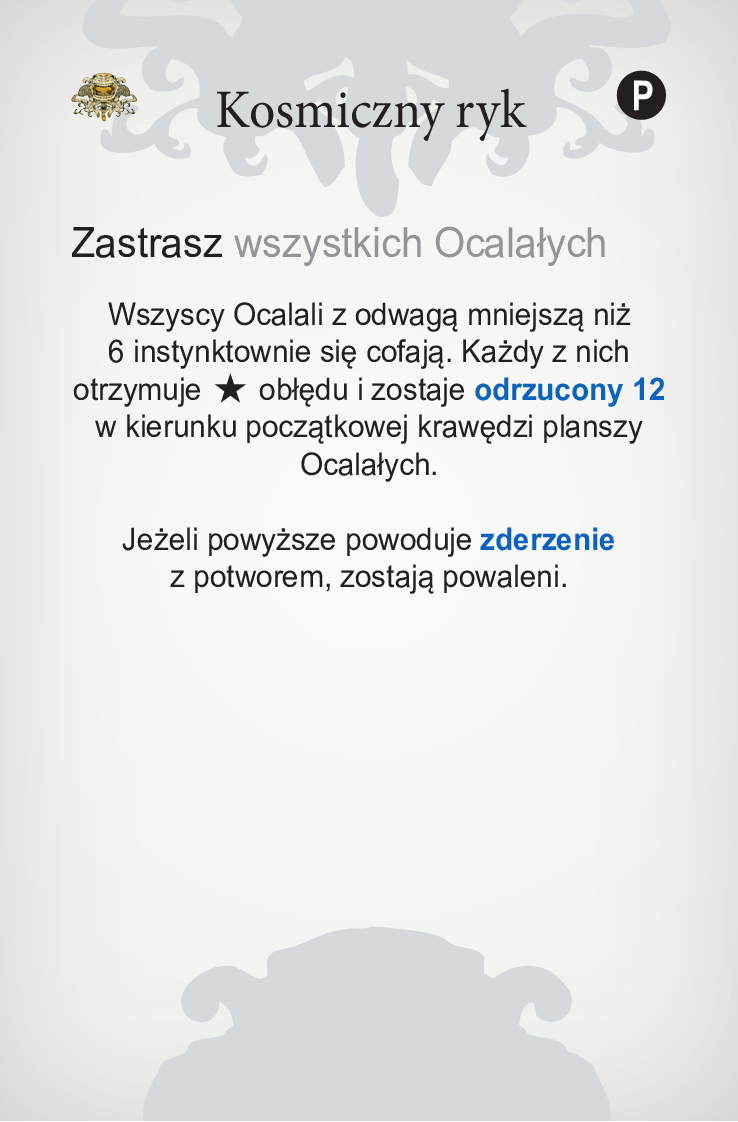 Kosmiczny ryk
P
Zastrasz wszystkich Ocalałych
Wszyscy Ocalali z odwagą mniejszą niż
6 instynktownie się cofają. Każdy z nich
otrzymuje ★ obłędu i zostaje odrzucony 12
w kierunku początkowej krawędzi planszy
Ocalałych.
Jeżeli powyższe powoduje zderzenie
z potworem, zostają powaleni.